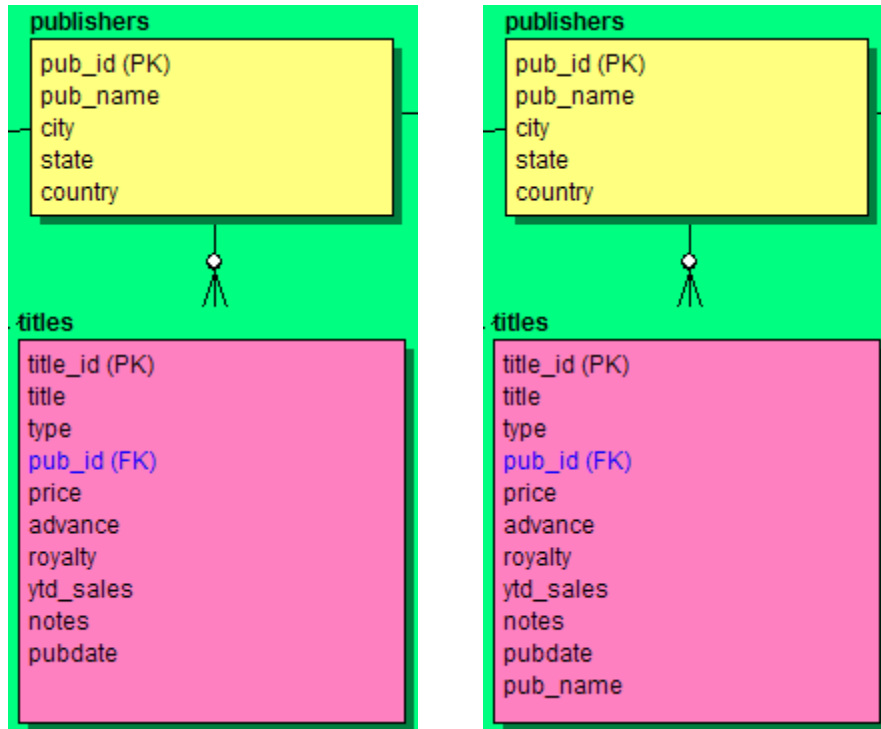 publishers
pub_id (PK)
pub_name
city
state
country
titles
title_id (PK)
title
type
pub_id (FK)
price
advance
royalty
ytd_sales
notes
pubdate
publishers
pub_id (PK)
pub_name
city
state
country
titles
title_id (PK)
title
type
pub_id (FK)
price
advance
royalty
ytd_sales
notes
pubdate
pub_name